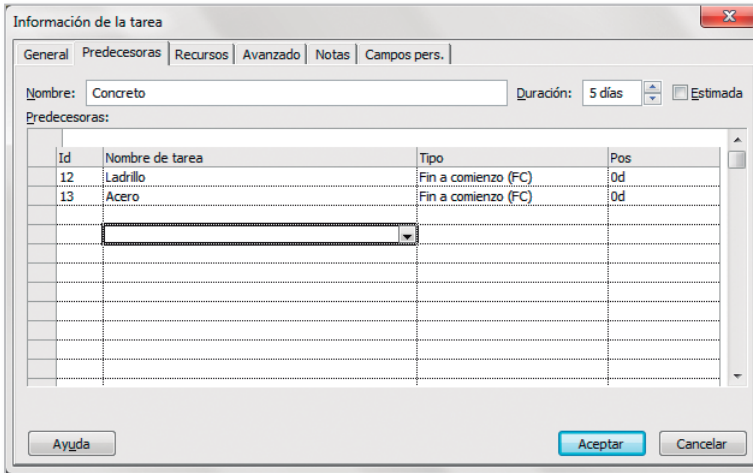 Información de la tarea
General Predecesoras Recursos Avanzado Notas Campos pers.
Nombre: Concreto Duración: 5 días Estimada
Predecesoras:
Id Nombre de tarea Tipo Pos
12 Ladrillo Fin a comienzo (FC) 0d
13 Acero Fin a comienzo (FC) 0d
Ayuda Aceptar Cancelar